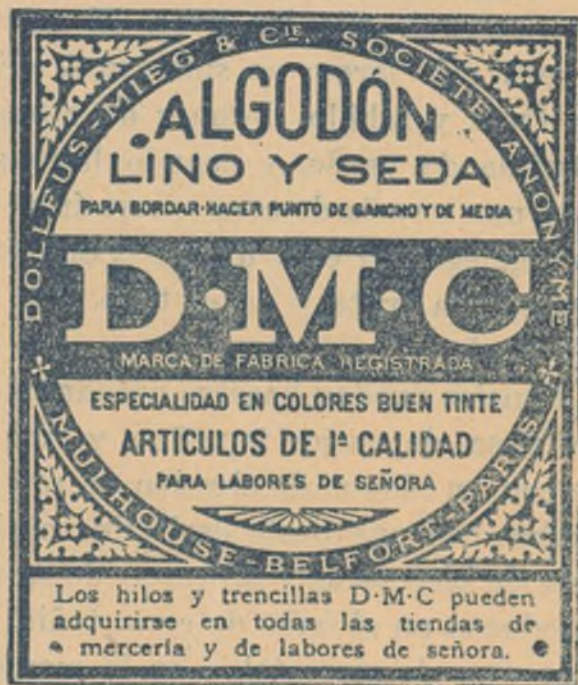 DOLLFUS-MIEG & CIE, SOCIÉTÉ ANONYME
ALGODÓN
LINO Y SEDA
PARA BORDAR·HACER PUNTO DE GANCHO Y DE MEDIA
D·M·C
MARCA DE FABRICA REGISTRADA
ESPECIALIDAD EN COLORES BUEN TINTE
ARTICULOS DE 1ª CALIDAD
PARA LABORES DE SEÑORA
MULHOUSE-BELFORT-PARIS
Los hilos y trencillas D·M·C pueden
adquirirse en todas las tiendas de
mercería y de labores de señora.